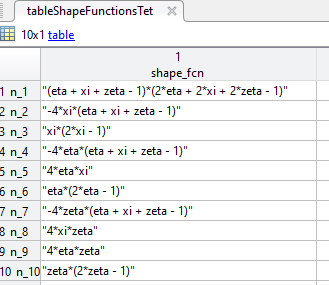 tableShapeFunctionsTet
10x1 table
1
shape_fcn
1 n_1 "(eta + xi + zeta - 1)*(2*eta + 2*xi + 2*zeta - 1)"
2 n_2 "-4*xi*(eta + xi + zeta - 1)"
3 n_3 "xi*(2*xi - 1)"
4 n_4 "-4*eta*(eta + xi + zeta - 1)"
5 n_5 "4*eta*xi"
6 n_6 "eta*(2*eta - 1)"
7 n_7 "-4*zeta*(eta + xi + zeta - 1)"
8 n_8 "4*xi*zeta"
9 n_9 "4*eta*zeta"
10 n_10 "zeta*(2*zeta - 1)"